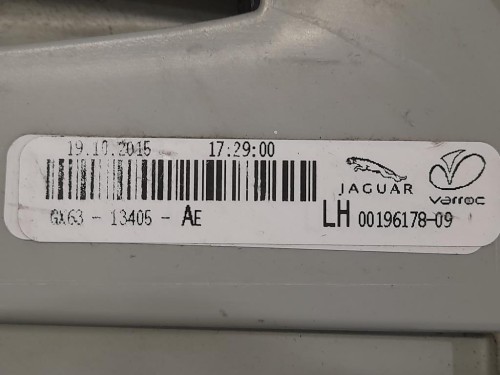 19.10.2015 17:29:00
JAGUAR varroc
GX63 - 13405 - AE LH 00196178-09